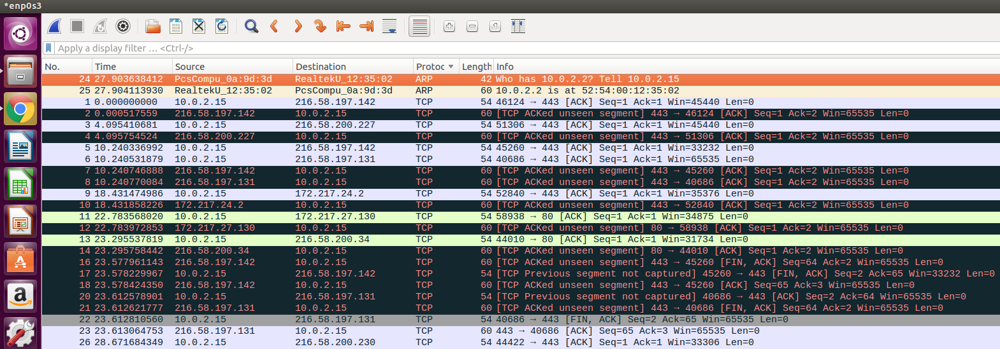 *enp0s3
Apply a display filter ... <Ctrl-/>
No. Time Source Destination Protoc Length Info
24 27.903638412 PcsCompu_0a:9d:3d RealtekU_12:35:02 ARP 42 Who has 10.0.2.2? Tell 10.0.2.15
25 27.904113930 RealtekU_12:35:02 PcsCompu_0a:9d:3d ARP 60 10.0.2.2 is at 52:54:00:12:35:02
1 0.000000000 10.0.2.15 216.58.197.142 TCP 54 46124 → 443 [ACK] Seq=1 Ack=1 Win=45440 Len=0
2 0.000517559 216.58.197.142 10.0.2.15 TCP 60 [TCP ACKed unseen segment] 443 → 46124 [ACK] Seq=1 Ack=2 Win=65535 Len=0
3 4.095410681 10.0.2.15 216.58.200.227 TCP 54 51306 → 443 [ACK] Seq=1 Ack=1 Win=45440 Len=0
4 4.095754524 216.58.200.227 10.0.2.15 TCP 60 [TCP ACKed unseen segment] 443 → 51306 [ACK] Seq=1 Ack=2 Win=65535 Len=0
5 10.240336992 10.0.2.15 216.58.197.142 TCP 54 45260 → 443 [ACK] Seq=1 Ack=1 Win=33232 Len=0
6 10.240531879 10.0.2.15 216.58.197.131 TCP 54 40686 → 443 [ACK] Seq=1 Ack=1 Win=65535 Len=0
7 10.240746888 216.58.197.142 10.0.2.15 TCP 60 [TCP ACKed unseen segment] 443 → 45260 [ACK] Seq=1 Ack=2 Win=65535 Len=0
8 10.240770084 216.58.197.131 10.0.2.15 TCP 60 [TCP ACKed unseen segment] 443 → 40686 [ACK] Seq=1 Ack=2 Win=65535 Len=0
9 18.431474986 10.0.2.15 172.217.24.2 TCP 54 52840 → 443 [ACK] Seq=1 Ack=1 Win=35376 Len=0
10 18.431858226 172.217.24.2 10.0.2.15 TCP 60 [TCP ACKed unseen segment] 443 → 52840 [ACK] Seq=1 Ack=2 Win=65535 Len=0
11 22.783568020 10.0.2.15 172.217.27.130 TCP 54 58938 → 80 [ACK] Seq=1 Ack=1 Win=34875 Len=0
12 22.783972853 172.217.27.130 10.0.2.15 TCP 60 [TCP ACKed unseen segment] 80 → 58938 [ACK] Seq=1 Ack=2 Win=65535 Len=0
13 23.295537819 10.0.2.15 216.58.200.34 TCP 54 44010 → 80 [ACK] Seq=1 Ack=1 Win=31734 Len=0
14 23.295758442 216.58.200.34 10.0.2.15 TCP 60 [TCP ACKed unseen segment] 80 → 44010 [ACK] Seq=1 Ack=2 Win=65535 Len=0
16 23.577961143 216.58.197.142 10.0.2.15 TCP 60 [TCP ACKed unseen segment] 443 → 45260 [FIN, ACK] Seq=64 Ack=2 Win=65535 Len=0
17 23.578229967 10.0.2.15 216.58.197.142 TCP 54 [TCP Previous segment not captured] 45260 → 443 [FIN, ACK] Seq=2 Ack=65 Win=33232 Len=0
18 23.578424350 216.58.197.142 10.0.2.15 TCP 60 [TCP ACKed unseen segment] 443 → 45260 [ACK] Seq=65 Ack=3 Win=65535 Len=0
20 23.612578901 10.0.2.15 216.58.197.131 TCP 54 [TCP Previous segment not captured] 40686 → 443 [ACK] Seq=2 Ack=64 Win=65535 Len=0
21 23.612621777 216.58.197.131 10.0.2.15 TCP 60 [TCP ACKed unseen segment] 443 → 40686 [FIN, ACK] Seq=64 Ack=2 Win=65535 Len=0
22 23.612810560 10.0.2.15 216.58.197.131 TCP 54 40686 → 443 [FIN, ACK] Seq=2 Ack=65 Win=65535 Len=0
23 23.613064753 216.58.197.131 10.0.2.15 TCP 60 443 → 40686 [ACK] Seq=65 Ack=3 Win=65535 Len=0
26 28.671684349 10.0.2.15 216.58.200.230 TCP 54 44422 → 443 [ACK] Seq=1 Ack=1 Win=33306 Len=0